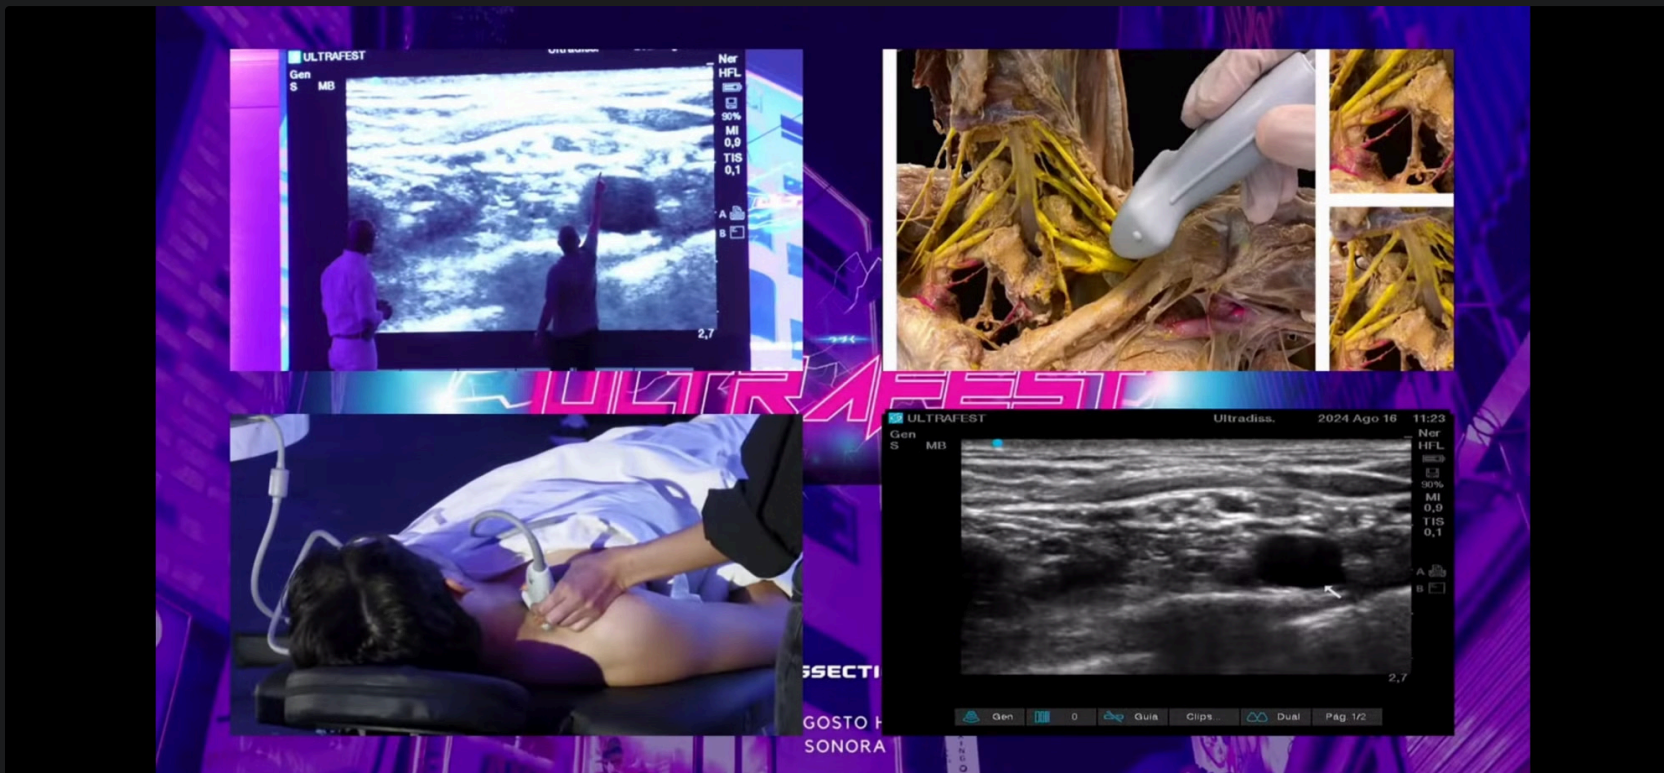 ULTRAFEST
Gen
S MB
Ner
HFL
90%
MI
0,9
TIS
0,1
A
B
2,7
ULTRAFEST
ULTRAFEST
Ultradiss.
2024 Ago 16 11:23
Gen
S MB
Ner
HFL
90%
MI
0,9
TIS
0,1
A
B
2,7
Gen
0
Guia
Clips...
Dual
Pág. 1/2
SSECTI
GOSTO H
SONORA